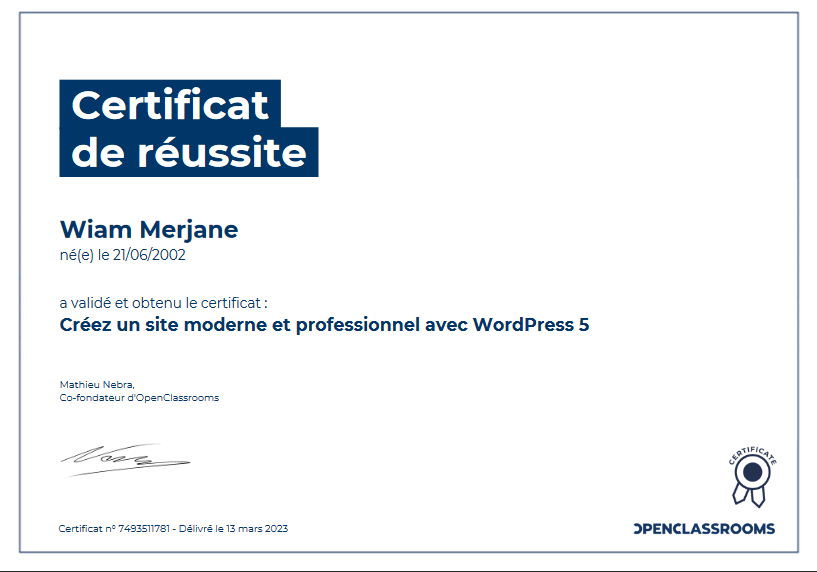 Certificat
de réussite
Wiam Merjane
né(e) le 21/06/2002
a validé et obtenu le certificat :
Créez un site moderne et professionnel avec WordPress 5
Mathieu Nebra,
Co-fondateur d'OpenClassrooms
CERTIFICATE
Certificat n° 7493511781 - Délivré le 13 mars 2023
OPENCLASSROOMS